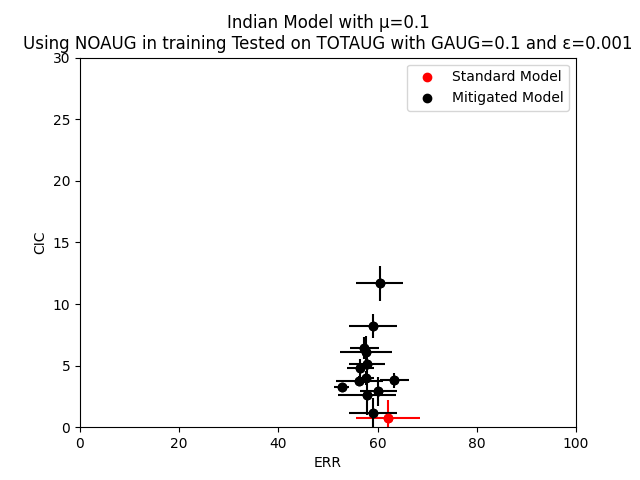 Indian Model with μ=0.1
Using NOAUG in training Tested on TOTAUG with GAUG=0.1 and ε=0.001
Standard Model
Mitigated Model
CIC
30
25
20
15
10
5
0
0 20 40 60 80 100
ERR